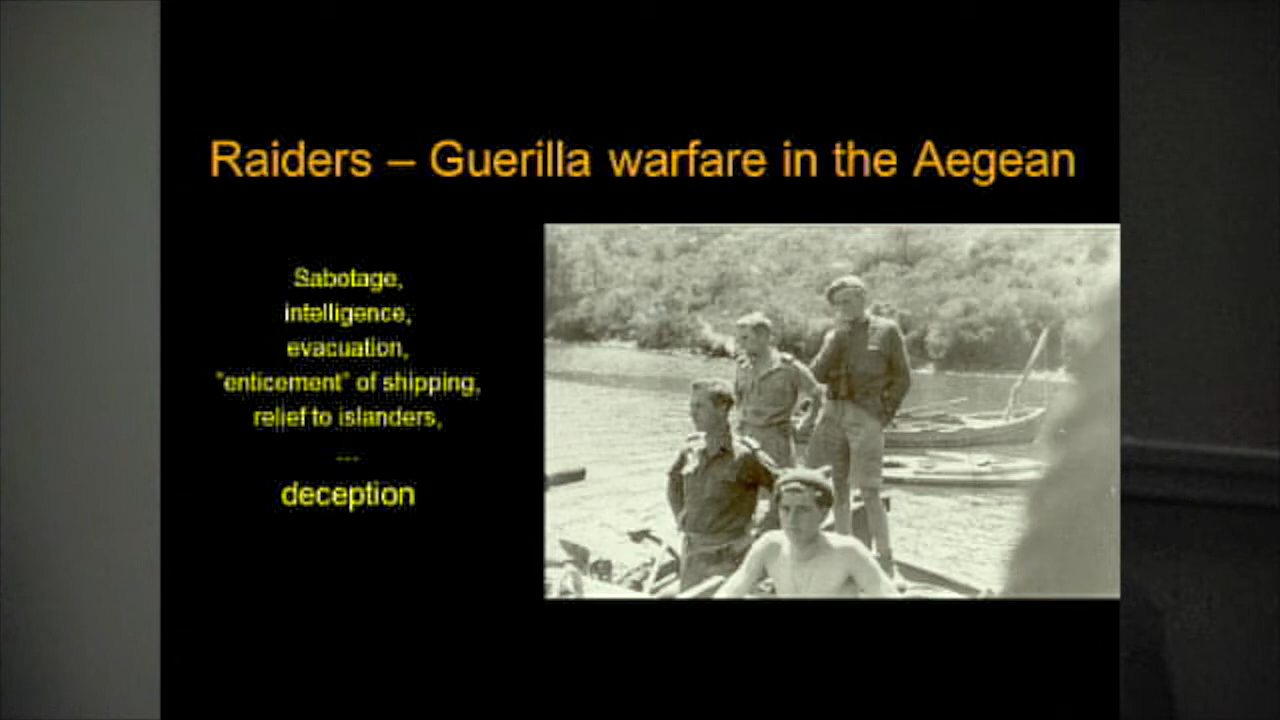 Raiders – Guerilla warfare in the Aegean
Sabotage,
intelligence,
evacuation,
"enticement" of shipping,
relief to islanders,
---
deception